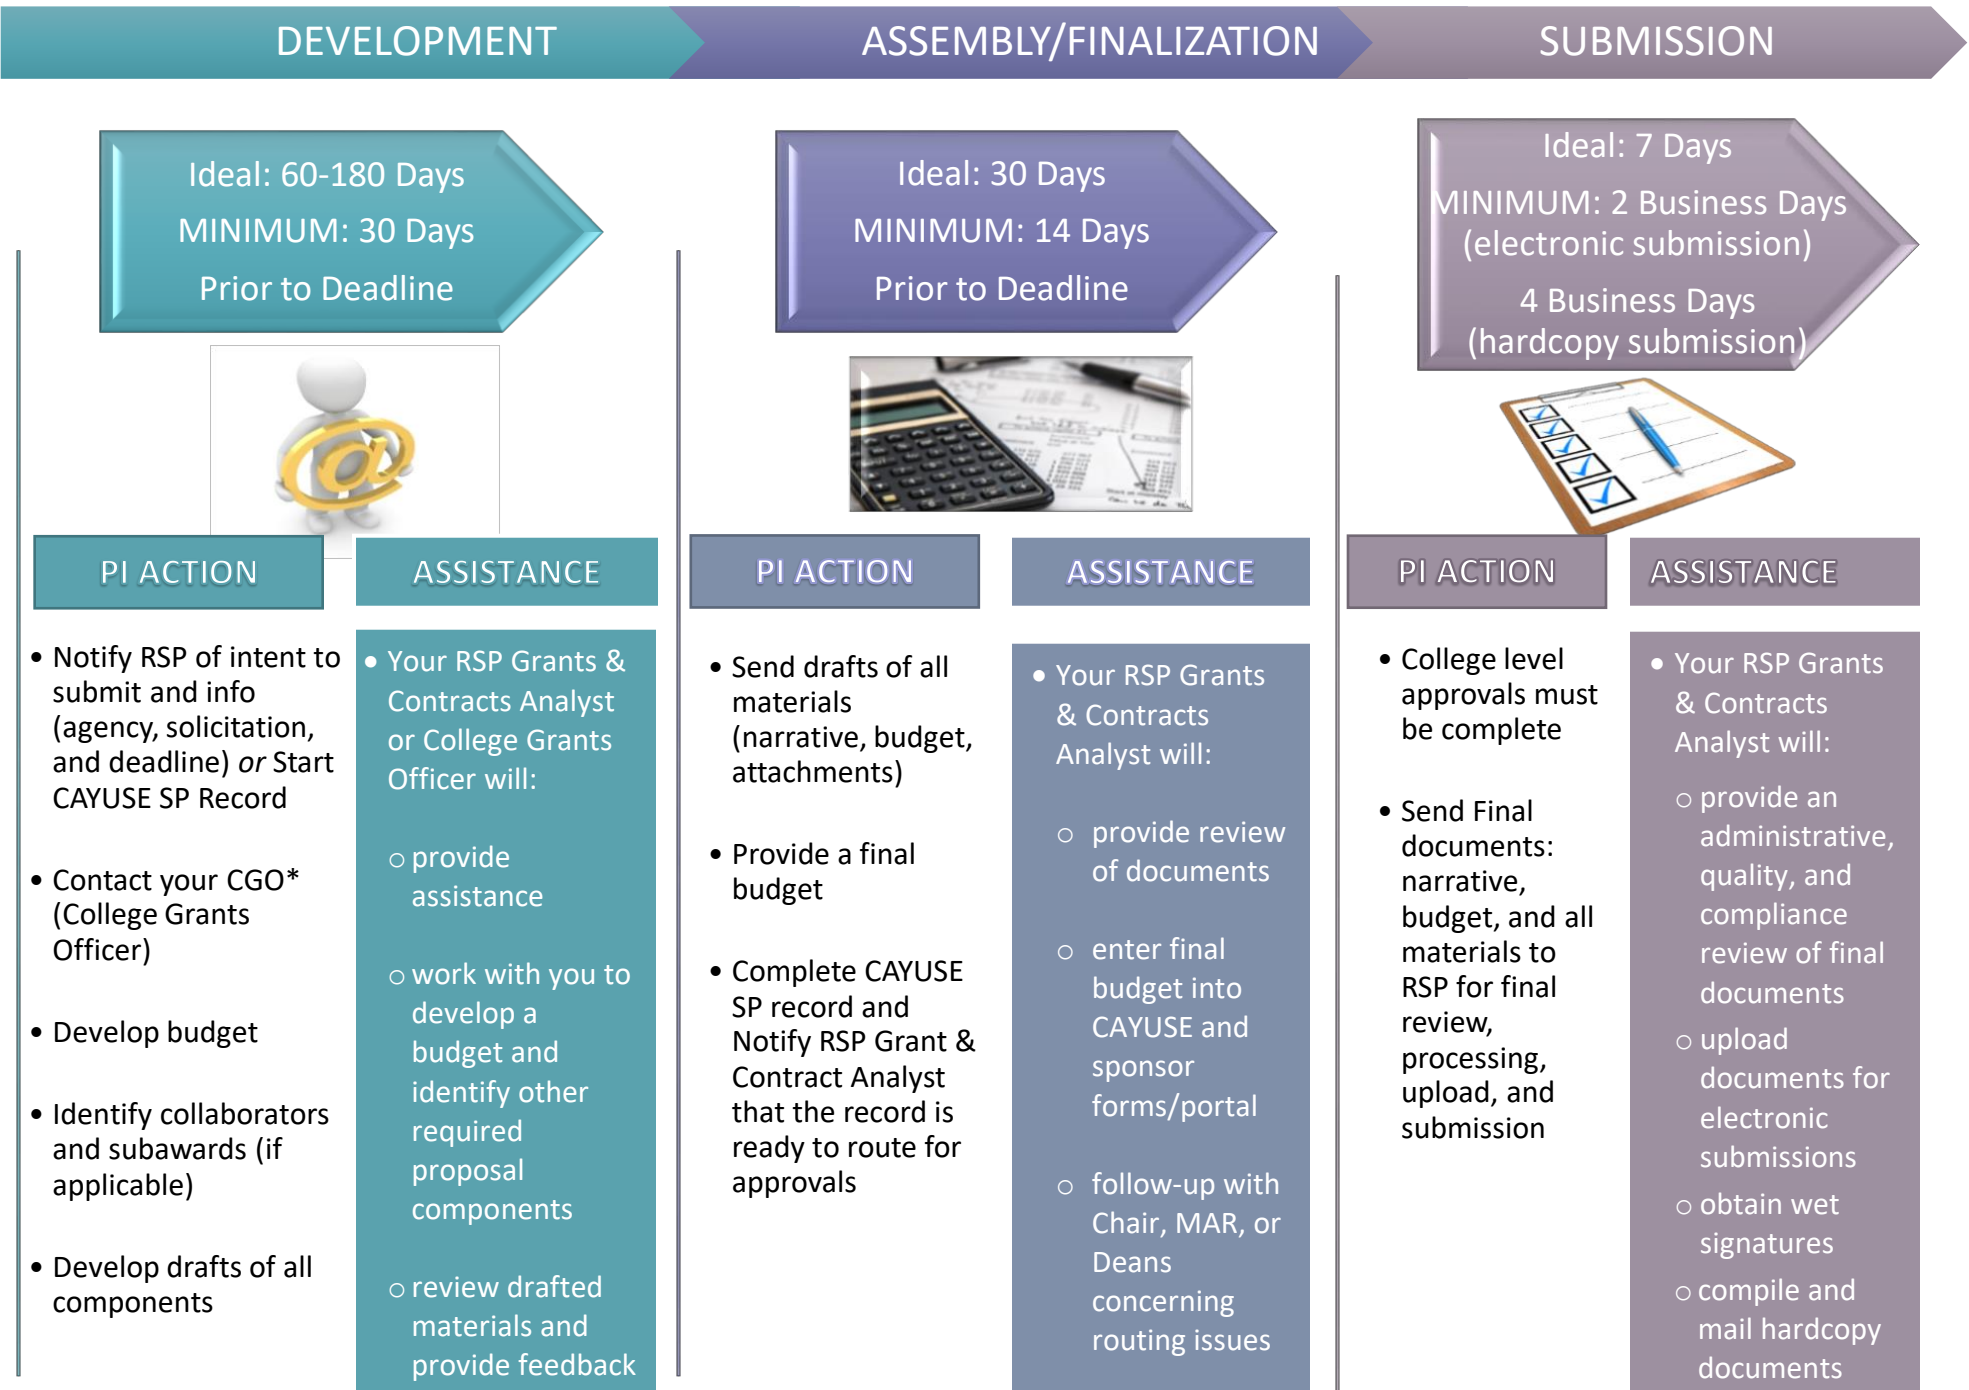 DEVELOPMENT
ASSEMBLY/FINALIZATION
SUBMISSION
Ideal: 60-180 Days
MINIMUM: 30 Days
Prior to Deadline
Ideal: 30 Days
MINIMUM: 14 Days
Prior to Deadline
Ideal: 7 Days
MINIMUM: 2 Business Days
(electronic submission)
4 Business Days
(hardcopy submission)
PI ACTION
• Notify RSP of intent to
submit and info
(agency, solicitation,
and deadline) or Start
CAYUSE SP Record
• Contact your CGO*
(College Grants
Officer)
• Develop budget
• Identify collaborators
and subawards (if
applicable)
• Develop drafts of all
components
ASSISTANCE
• Your RSP Grants &
Contracts Analyst
or College Grants
Officer will:
o provide
assistance
o work with you to
develop a
budget and
identify other
required
proposal
components
o review drafted
materials and
provide feedback
PI ACTION
• Send drafts of all
materials
(narrative, budget,
attachments)
• Provide a final
budget
• Complete CAYUSE
SP record and
Notify RSP Grant &
Contract Analyst
that the record is
ready to route for
approvals
ASSISTANCE
• Your RSP Grants
& Contracts
Analyst will:
o provide review
of documents
o enter final
budget into
CAYUSE and
sponsor
forms/portal
o follow-up with
Chair, MAR, or
Deans
concerning
routing issues
PI ACTION
• College level
approvals must
be complete
• Send Final
documents:
narrative,
budget, and all
materials to
RSP for final
review,
processing,
upload, and
submission
ASSISTANCE
• Your RSP Grants
& Contracts
Analyst will:
o provide an
administrative,
quality, and
compliance
review of final
documents
o upload
documents for
electronic
submissions
o obtain wet
signatures
o compile and
mail hardcopy
documents